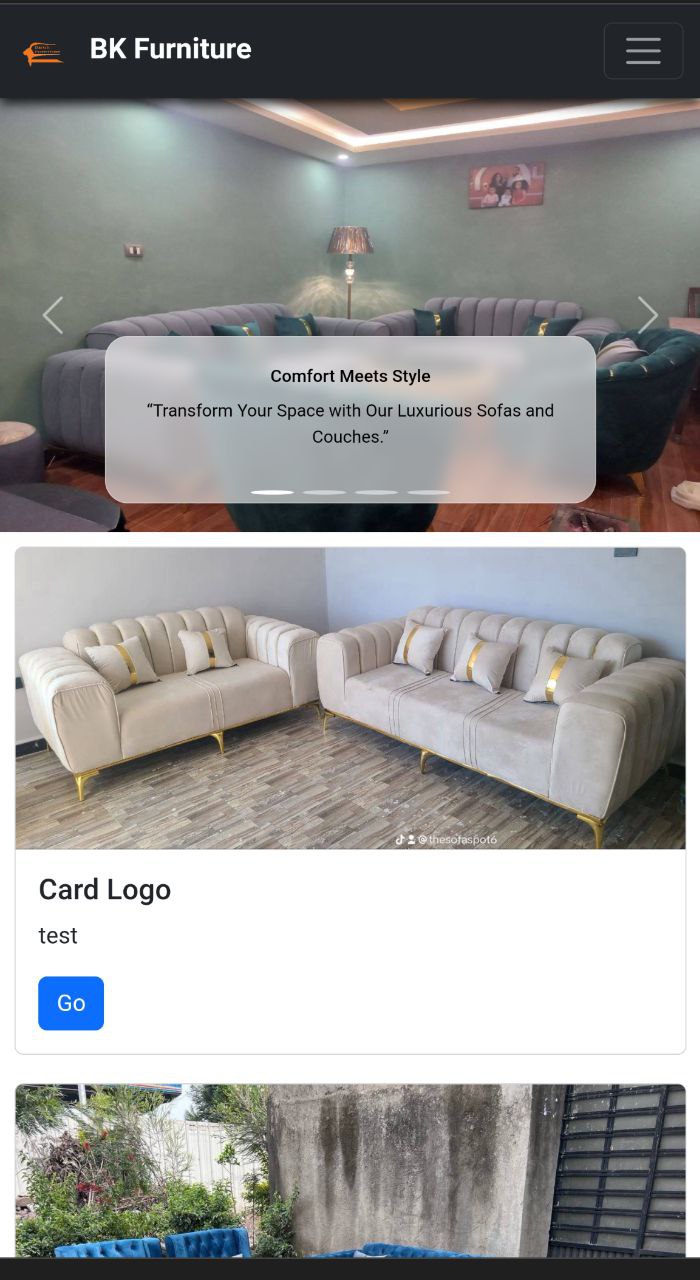 BK Furniture
Comfort Meets Style
“Transform Your Space with Our Luxurious Sofas and
Couches.”
@thesofaspot6
Card Logo
test
Go